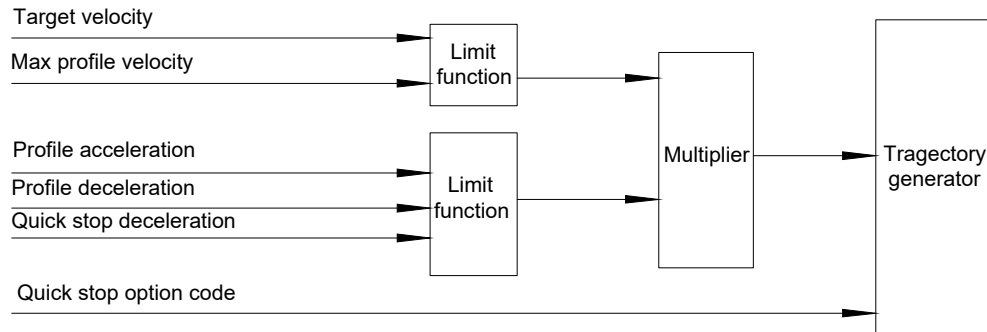 Target velocity
Max profile velocity
Limit
function
Profile acceleration
Profile deceleration
Quick stop deceleration
Limit
function
Multiplier
Tragectory
generator
Quick stop option code